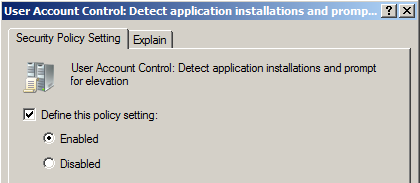 User Account Control: Detect application installations and promp...
Security Policy Setting
Explain
User Account Control: Detect application installations and prompt
for elevation
Define this policy setting:
Enabled
Disabled